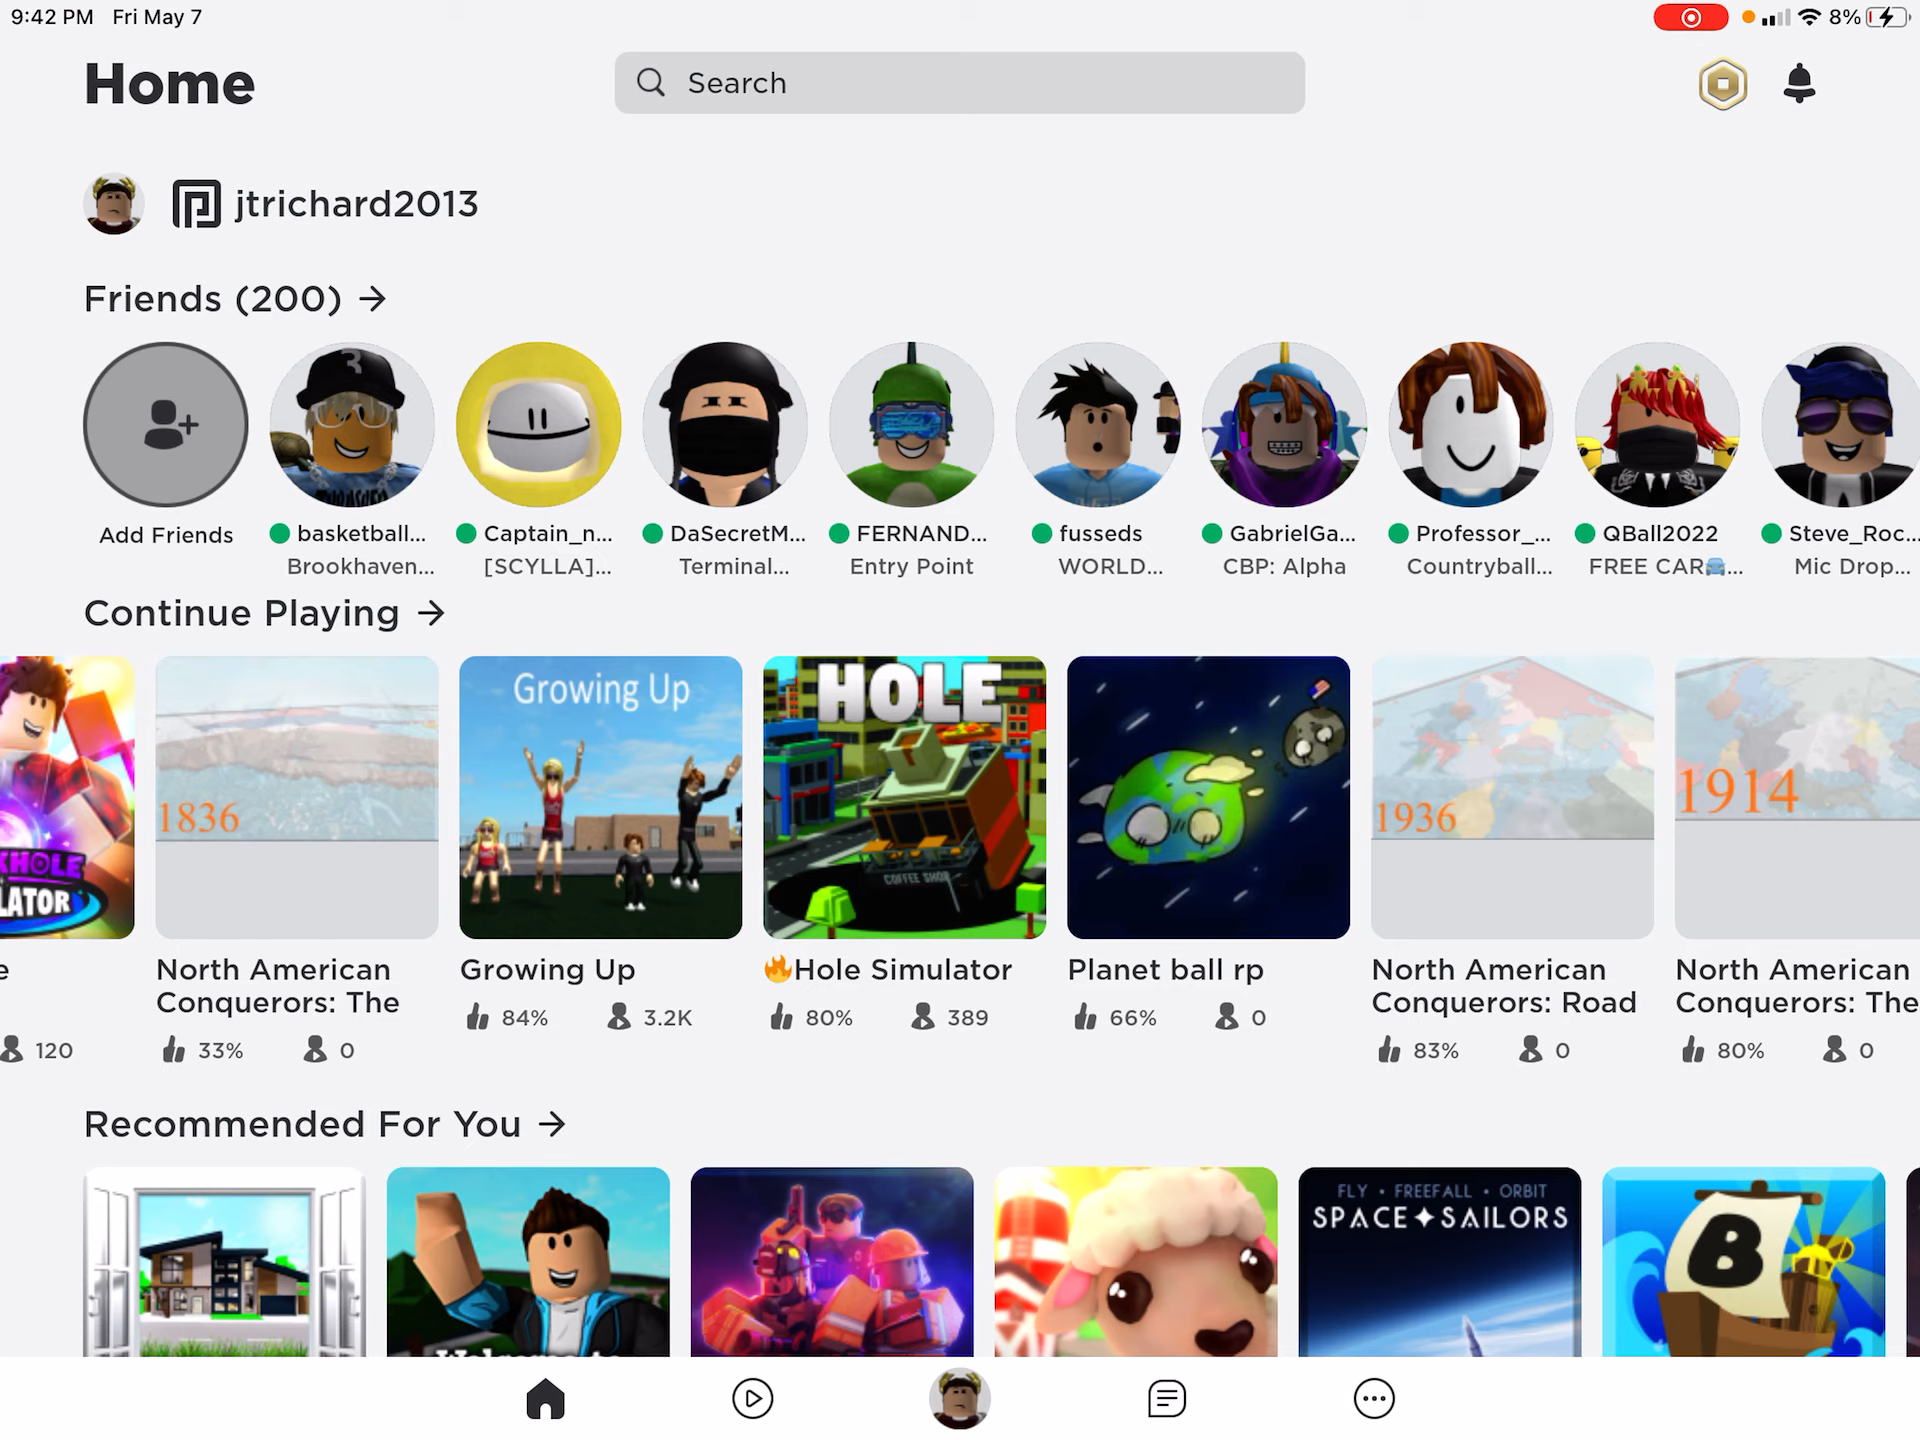 9:42 PM Fri May 7
8%
Home
Search
jtrichard2013
Friends (200) →
Add Friends
basketball...
Brookhaven...
Captain_n...
[SCYLLA]...
DaSecretM...
Terminal...
FERNAND...
Entry Point
fusseds
WORLD...
GabrielGa...
CBP: Alpha
Professor_...
Countryball...
QBall2022
FREE CAR🚘...
Steve_Roc...
Mic Drop...
Continue Playing →
1836
Growing Up
HOLE
COFFEE SHOP
1936
1914
120
North American
Conquerors: The
33% 0
Growing Up
84% 3.2K
🔥Hole Simulator
80% 389
Planet ball rp
66% 0
North American
Conquerors: Road
83% 0
North American
Conquerors: The
80% 0
Recommended For You →
Welcome to
FLY • FREEFALL • ORBIT
SPACE✦SAILORS
B